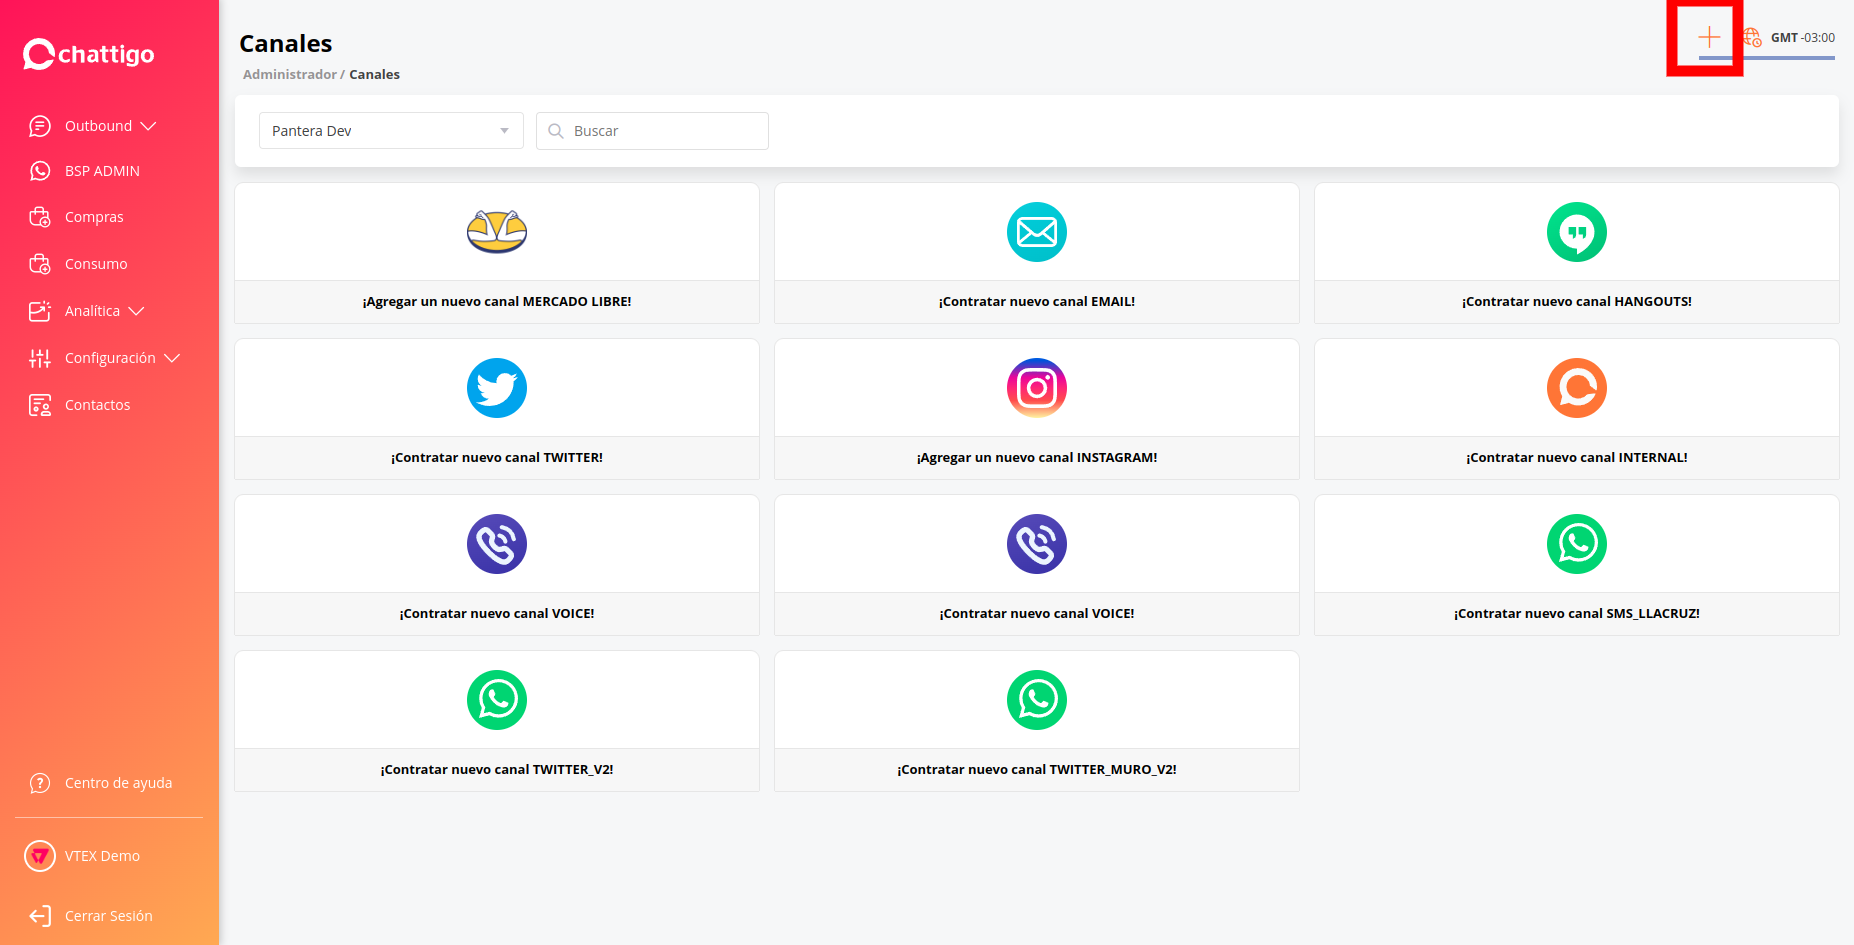 chattigo
Outbound
BSP ADMIN
Compras
Consumo
Analítica
Configuración
Contactos
Centro de ayuda
VTEX Demo
Cerrar Sesión
Canales
Administrador / Canales
GMT -03:00
Pantera Dev
Buscar
¡Agregar un nuevo canal MERCADO LIBRE!
¡Contratar nuevo canal EMAIL!
¡Contratar nuevo canal HANGOUTS!
¡Contratar nuevo canal TWITTER!
¡Agregar un nuevo canal INSTAGRAM!
¡Contratar nuevo canal INTERNAL!
¡Contratar nuevo canal VOICE!
¡Contratar nuevo canal VOICE!
¡Contratar nuevo canal SMS_LLACRUZ!
¡Contratar nuevo canal TWITTER_V2!
¡Contratar nuevo canal TWITTER_MURO_V2!